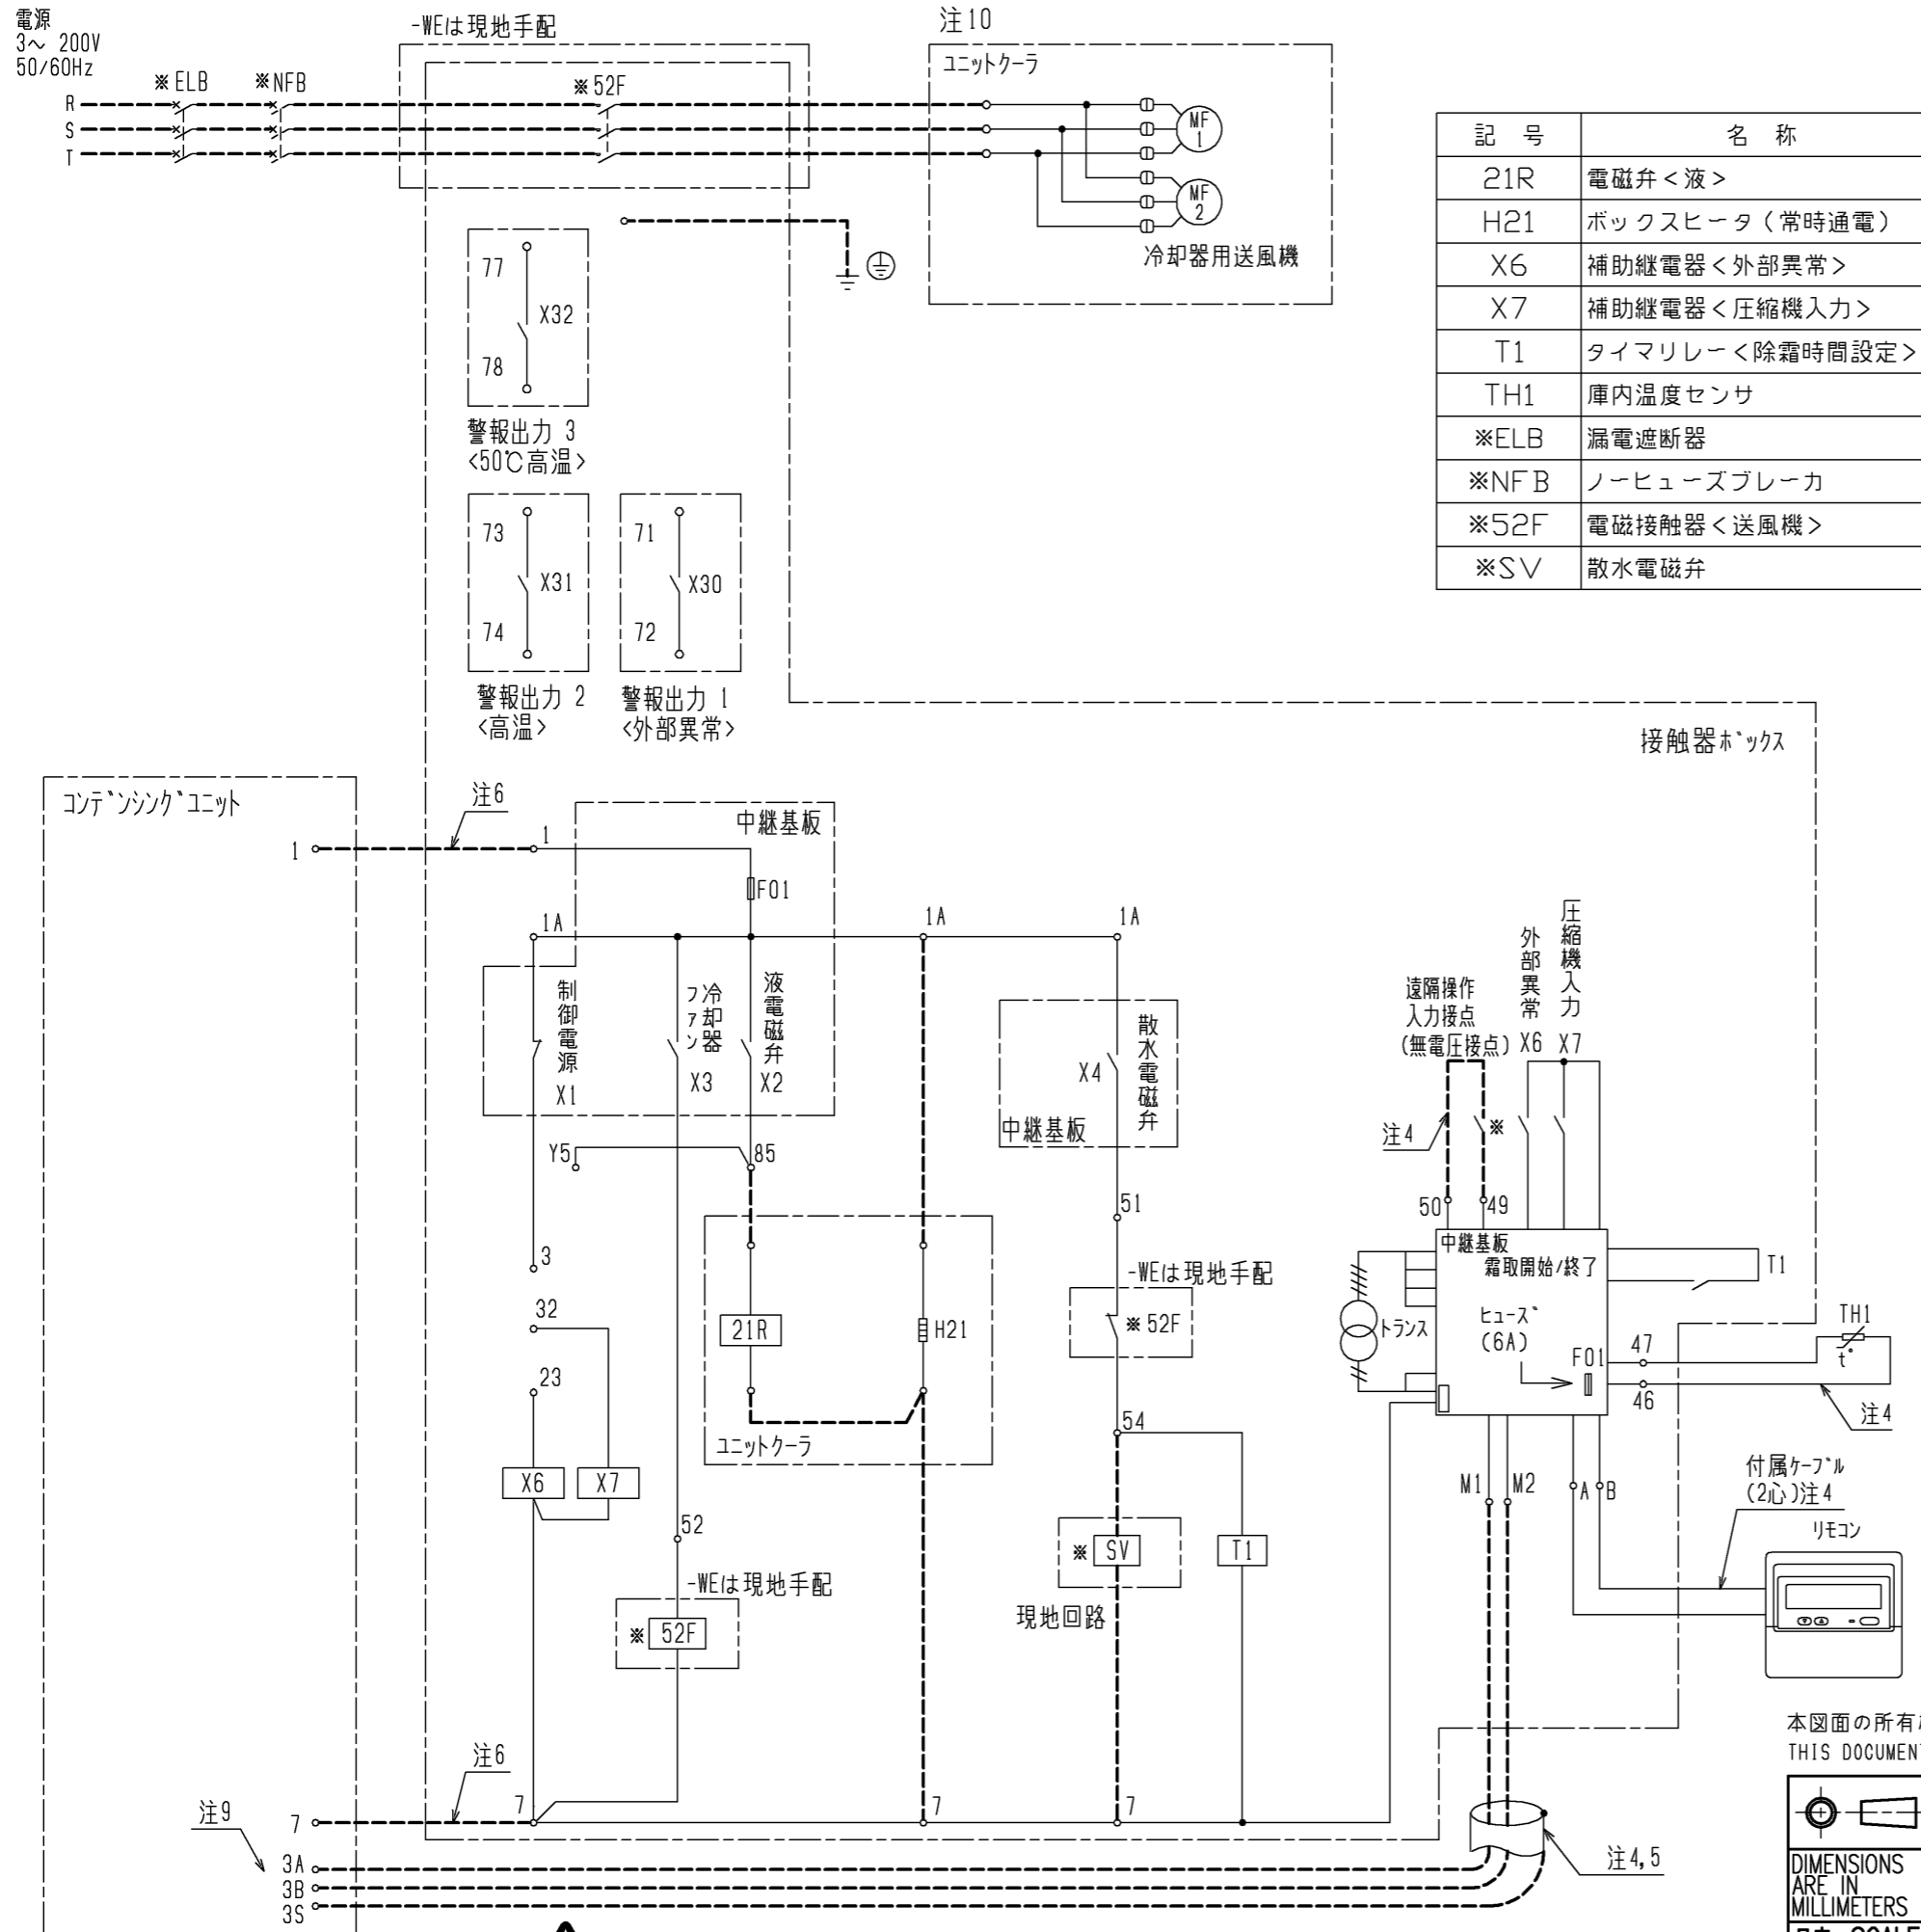 電源
3～ 200V
50/60Hz
-WEは現地手配
注10
ユニットクーラ
※ELB
※NFB
※52F
R
S
T
MF
1
MF
2
冷却器用送風機
記 号
名 称
21R
電磁弁<液>
H21
ボックスヒータ(常時通電)
X6
補助継電器<外部異常>
X7
補助継電器<圧縮機入力>
T1
タイマリレー<除霜時間設定>
TH1
庫内温度センサ
※ELB
漏電遮断器
※NFB
ノーヒューズブレーカ
※52F
電磁接触器<送風機>
※SV
散水電磁弁
77
X32
78
警報出力 3
<50℃高温>
73
X31
74
警報出力 2
<高温>
71
X30
72
警報出力 1
<外部異常>
接触器ボックス
コンデンシングユニット
注6
1
1
中継基板
F01
1A
1A
1A
制御電源
X1
冷却器
ファン
X3
液電磁弁
X2
散水電磁弁
X4
中継基板
遠隔操作
入力接点
(無電圧接点)
外部異常
X6
圧縮機入力
X7
注4
※
50
49
Y5
85
51
3
32
23
21R
H21
ユニットクーラ
-WEは現地手配
※52F
54
中継基板
霜取開始/終了
T1
ヒューズ
(6A)
F01
トランス
47
46
TH1
t°
注4
X6
X7
52
-WEは現地手配
※ 52F
※ SV
現地回路
T1
M1
M2
A
B
付属ケーブル
(2心)注4
リモコン
注6
7
7
7
7
注9
3A
3B
3S
注4,5
本図面の所有
THIS DOCUMENT
DIMENSIONS
ARE IN
MILLIMETERS